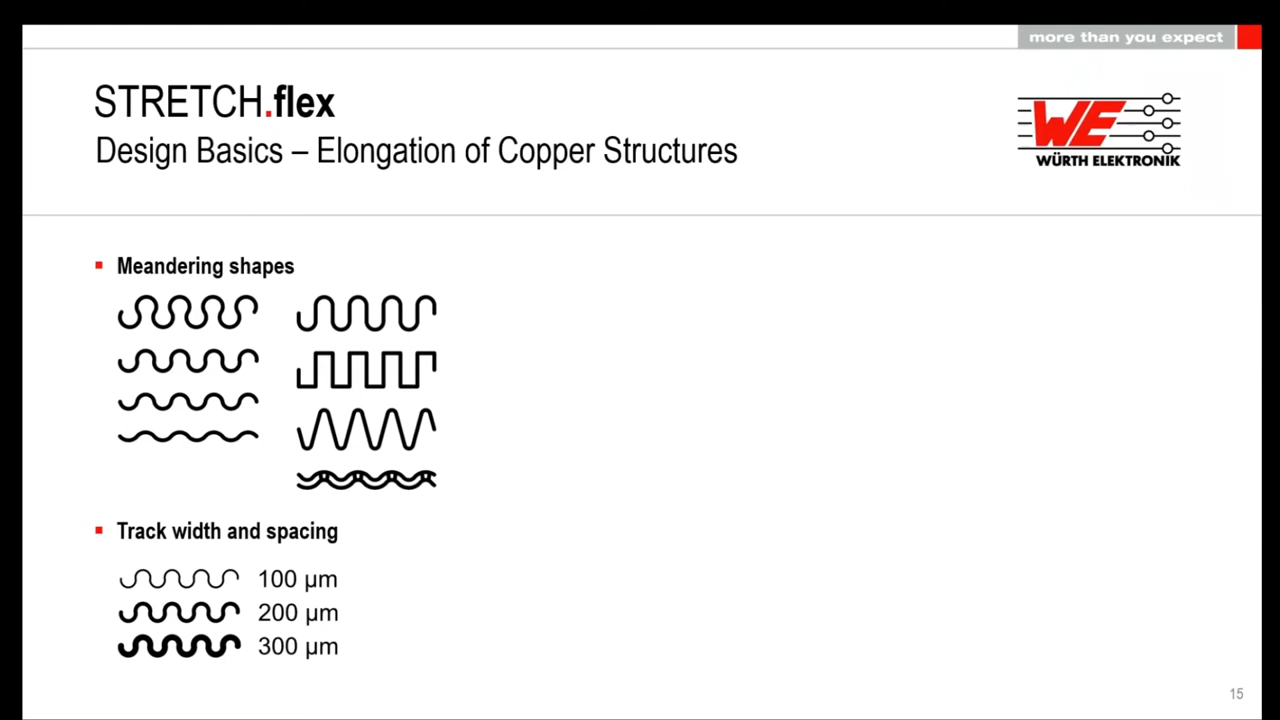 more than you expect
STRETCH.flex
Design Basics – Elongation of Copper Structures
WE
WÜRTH ELEKTRONIK
Meandering shapes
Track width and spacing
100 µm
200 µm
300 µm
15